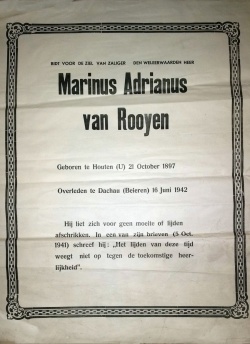 BIDT VOOR DE ZIEL VAN ZALIGER DEN WELEERWAARDEN HEER
Marinus Adrianus
van Rooyen
Geboren te Houten (U) 21 October 1897
Overleden te Dachau (Beieren) 16 Juni 1942
Hij liet zich voor geen moeite of lijden
afschrikken. In een van zijn brieven (5 Oct.
1941) schreef hij: „Het lijden van deze tijd
weegt niet op tegen de toekomstige heer-
lijkheid".